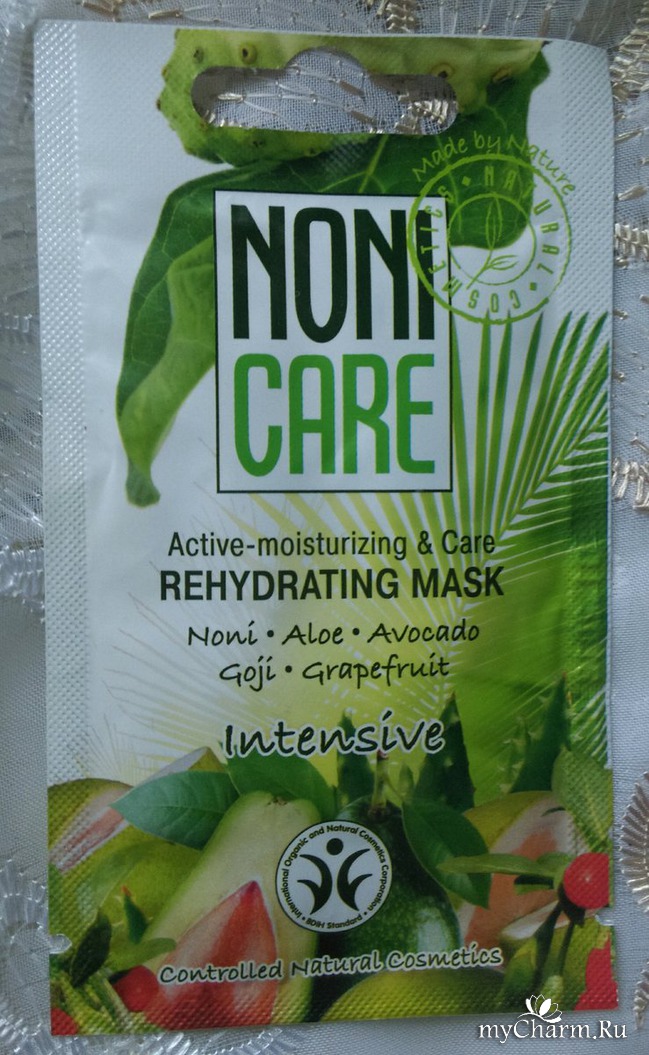 Made by Nature
NATURAL • COSMETICS •
NONI
CARE
Active-moisturizing & Care
REHYDRATING MASK
Noni • Aloe • Avocado
Goji • Grapefruit
Intensive
International Organic and Natural Cosmetics Corporation
• BDIH Standard •
Controlled Natural Cosmetics
myCharm.Ru